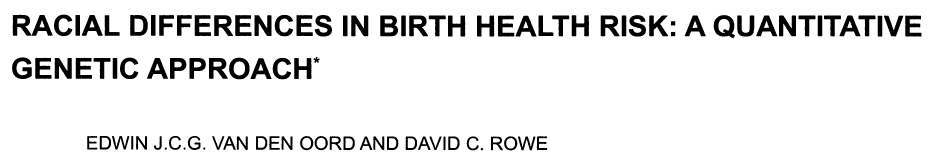 RACIAL DIFFERENCES IN BIRTH HEALTH RISK: A QUANTITATIVE
GENETIC APPROACH*
EDWIN J.C.G. VAN DEN OORD AND DAVID C. ROWE